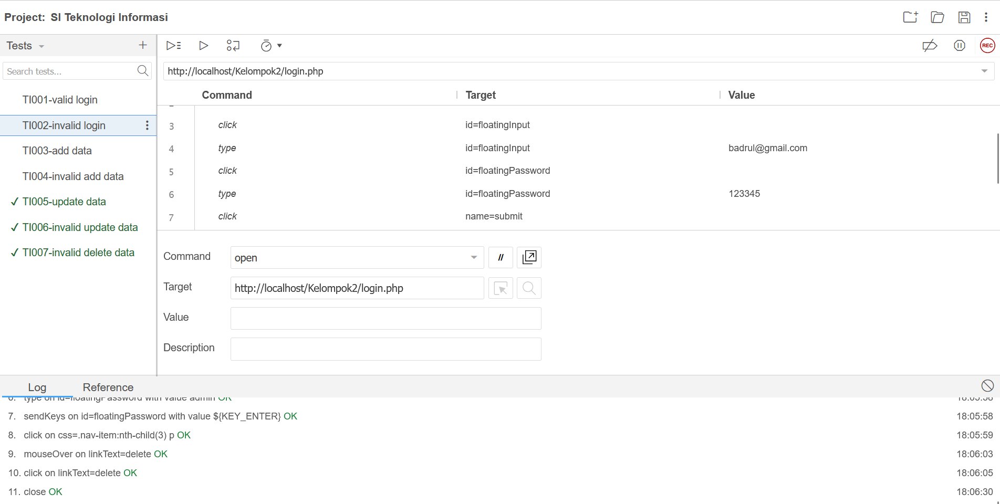 Project: SI Teknologi Informasi
Tests
REC
Search tests...
http://localhost/Kelompok2/login.php
Command Target Value
TI001-valid login
TI002-invalid login
TI003-add data
TI004-invalid add data
✓ TI005-update data
✓ TI006-invalid update data
✓ TI007-invalid delete data
3 click id=floatingInput
4 type id=floatingInput badrul@gmail.com
5 click id=floatingPassword
6 type id=floatingPassword 123345
7 click name=submit
Command open //
Target http://localhost/Kelompok2/login.php
Value
Description
Log Reference
6. type on id=floatingPassword with value admin OK 18:05:58
7. sendKeys on id=floatingPassword with value ${KEY_ENTER} OK 18:05:58
8. click on css=.nav-item:nth-child(3) p OK 18:05:59
9. mouseOver on linkText=delete OK 18:06:03
10. click on linkText=delete OK 18:06:05
11. close OK 18:06:30